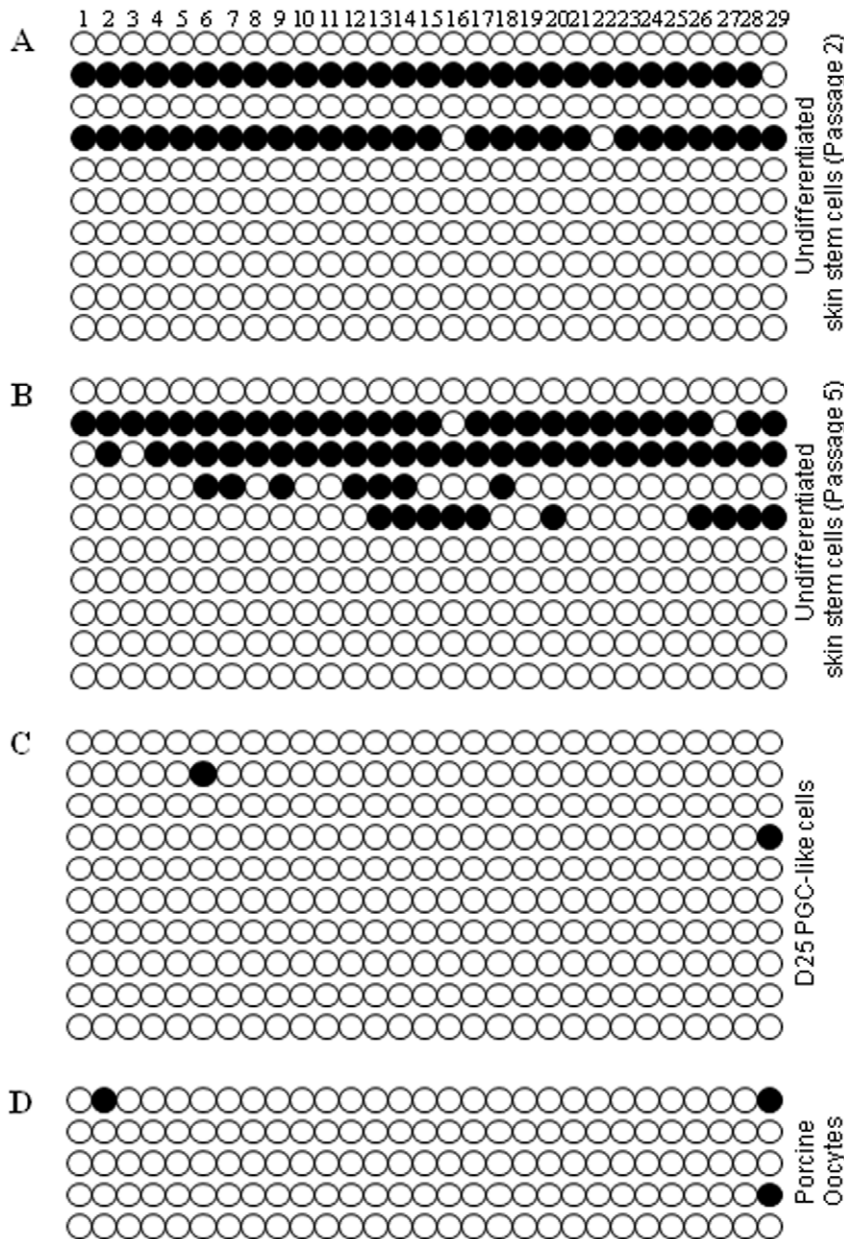 1 2 3 4 5 6 7 8 9 10 11 12 13 14 15 16 17 18 19 20 21 22 23 24 25 26 27 28 29
A
Undifferentiated
skin stem cells (Passage 2)
B
Undifferentiated
skin stem cells (Passage 5)
C
D25 PGC-like cells
D
Porcine
Oocytes